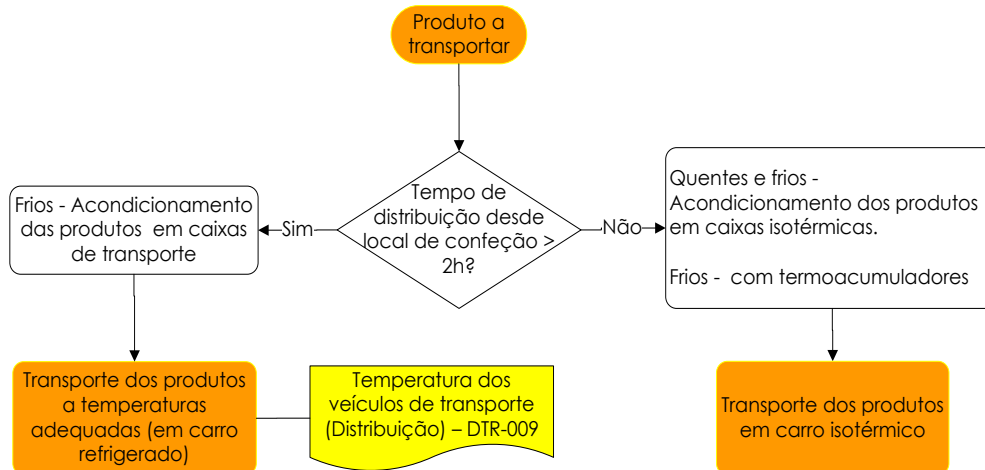 Produto a
transportar
Tempo de
distribuição desde
local de confeção >
2h?
Sim
Não
Frios - Acondicionamento
das produtos em caixas
de transporte
Quentes e frios -
Acondicionamento dos produtos
em caixas isotérmicas.
Frios - com termoacumuladores
Transporte dos produtos
a temperaturas
adequadas (em carro
refrigerado)
Temperatura dos
veículos de transporte
(Distribuição) – DTR-009
Transporte dos produtos
em carro isotérmico